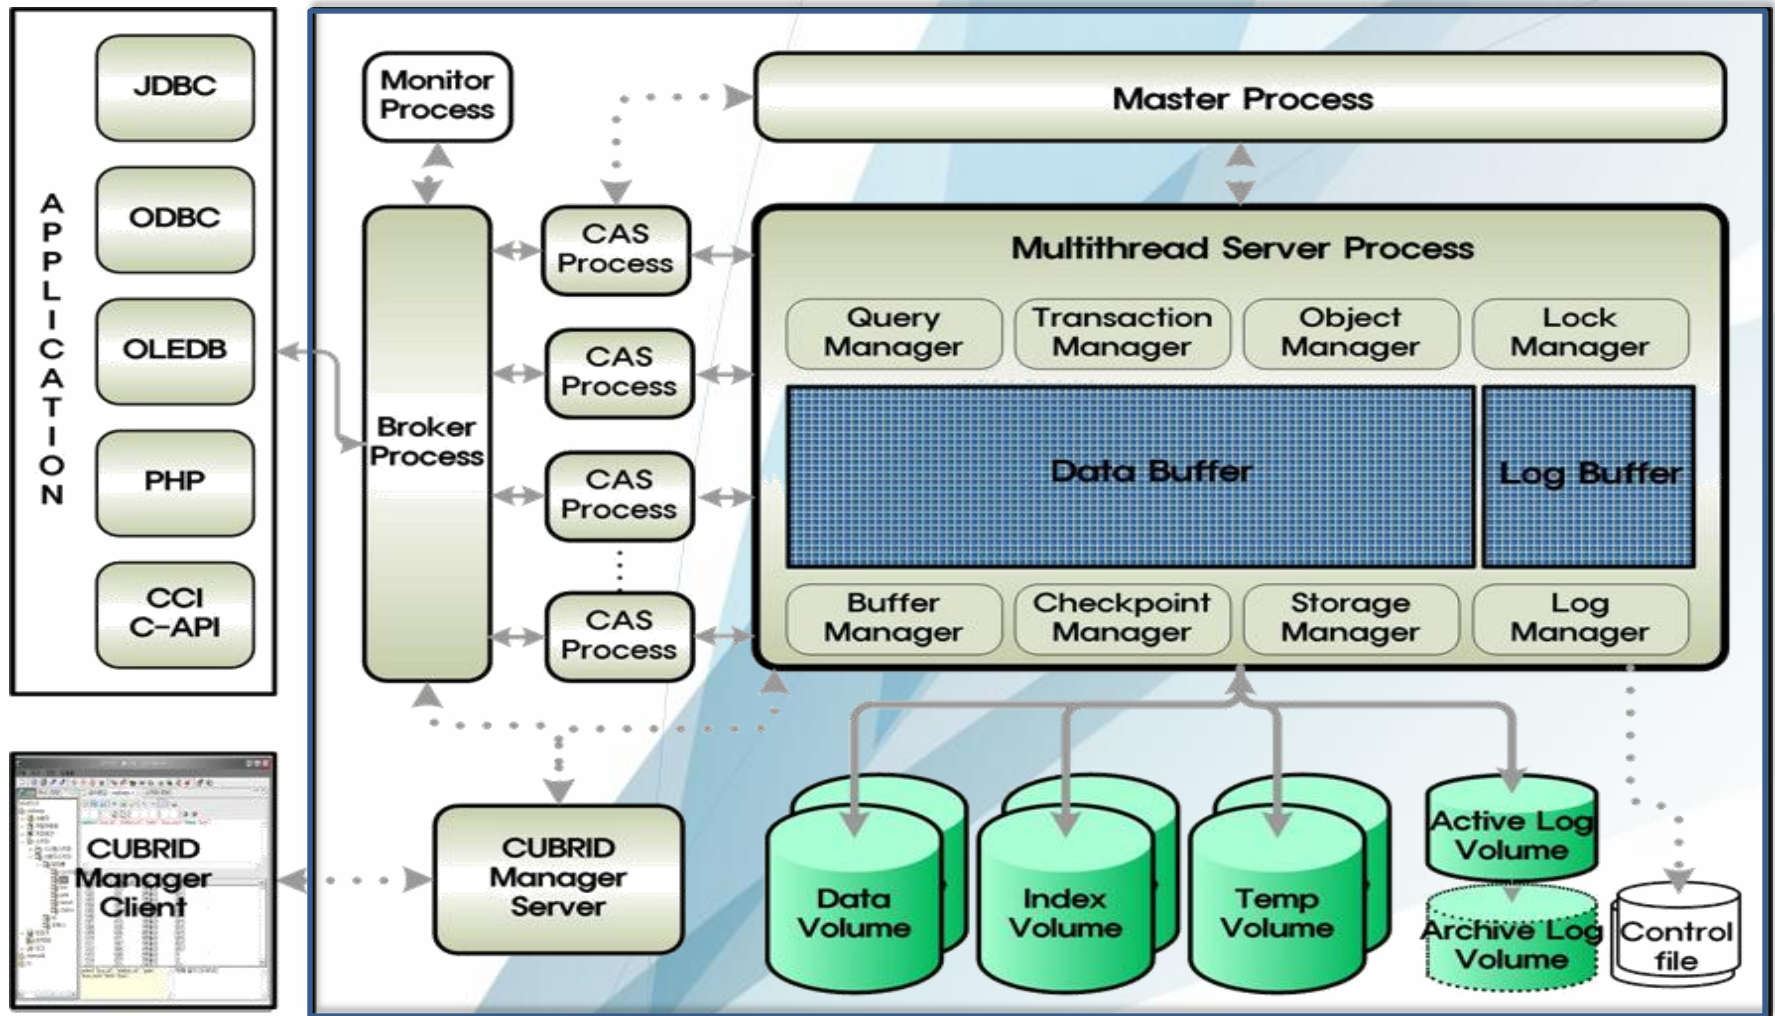 APPLICATION
JDBC
ODBC
OLEDB
PHP
CCI
C-API
CUBRID
Manager
Client
Monitor
Process
Master Process
Broker
Process
CAS
Process
CAS
Process
CAS
Process
CAS
Process
Multithread Server Process
Query
Manager
Transaction
Manager
Object
Manager
Lock
Manager
Data Buffer
Log Buffer
Buffer
Manager
Checkpoint
Manager
Storage
Manager
Log
Manager
CUBRID
Manager
Server
Data
Volume
Index
Volume
Temp
Volume
Active Log
Volume
Archive Log
Volume
Control
file